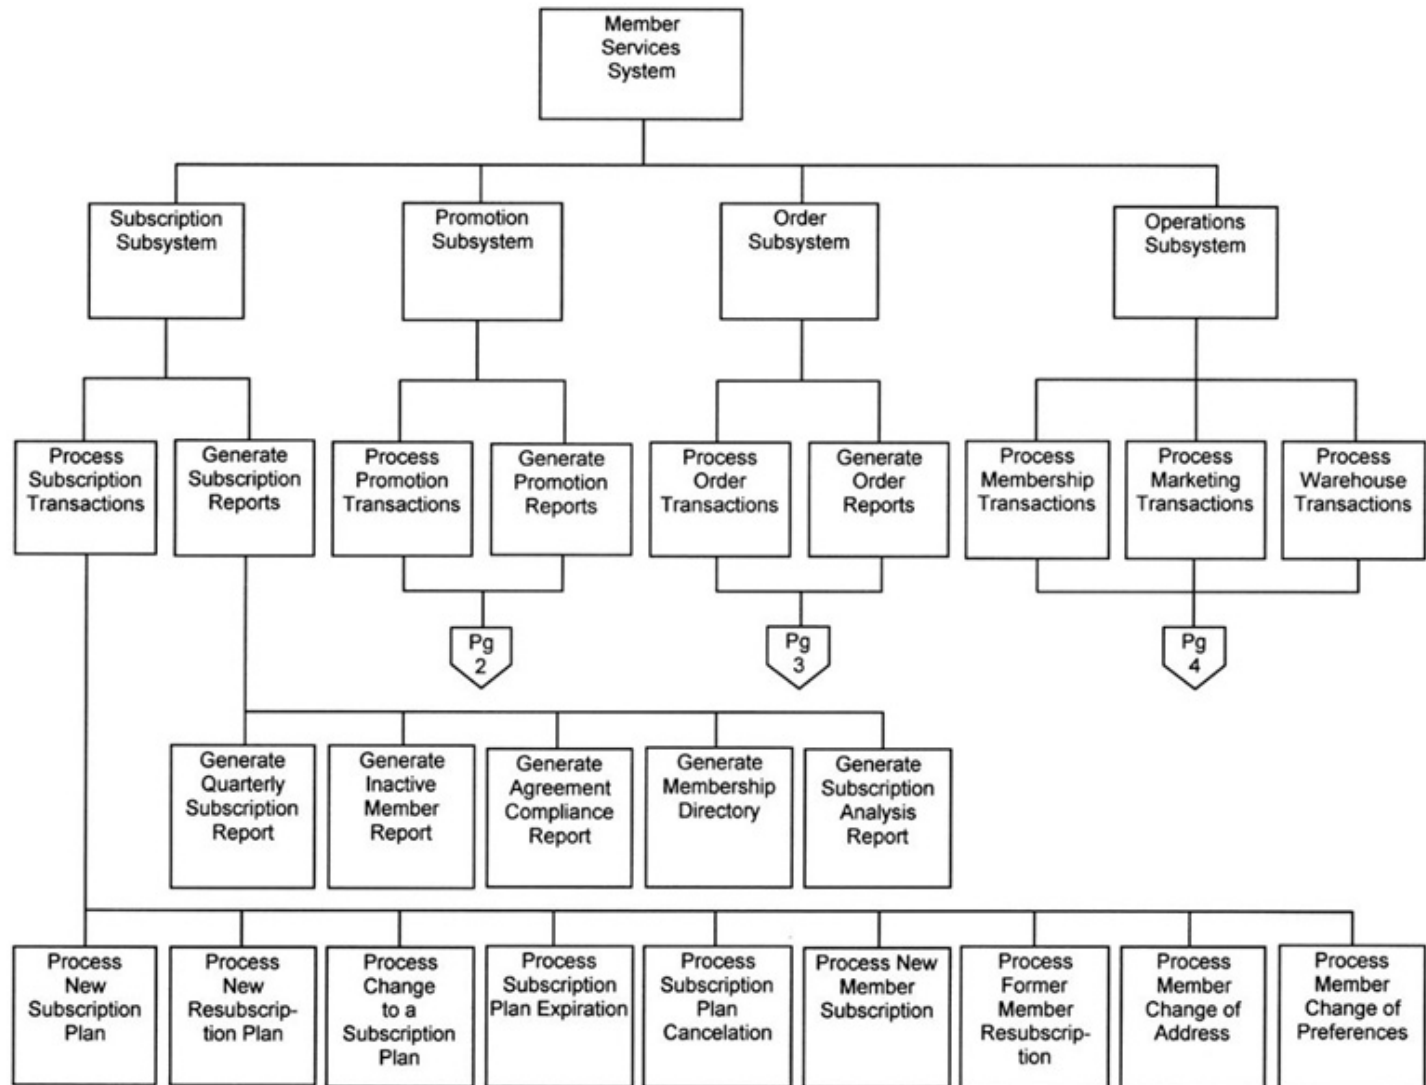 Member
Services
System
Subscription
Subsystem
Promotion
Subsystem
Order
Subsystem
Operations
Subsystem
Process
Subscription
Transactions
Generate
Subscription
Reports
Process
Promotion
Transactions
Generate
Promotion
Reports
Process
Order
Transactions
Generate
Order
Reports
Process
Membership
Transactions
Process
Marketing
Transactions
Process
Warehouse
Transactions
Pg
2
Pg
3
Pg
4
Generate
Quarterly
Subscription
Report
Generate
Inactive
Member
Report
Generate
Agreement
Compliance
Report
Generate
Membership
Directory
Generate
Subscription
Analysis
Report
Process
New
Subscription
Plan
Process
New
Resubscrip-
tion Plan
Process
Change
to a
Subscription
Plan
Process
Subscription
Plan Expiration
Process
Subscription
Plan
Cancelation
Process New
Member
Subscription
Process
Former
Member
Resubscrip-
tion
Process
Member
Change of
Address
Process
Member
Change of
Preferences